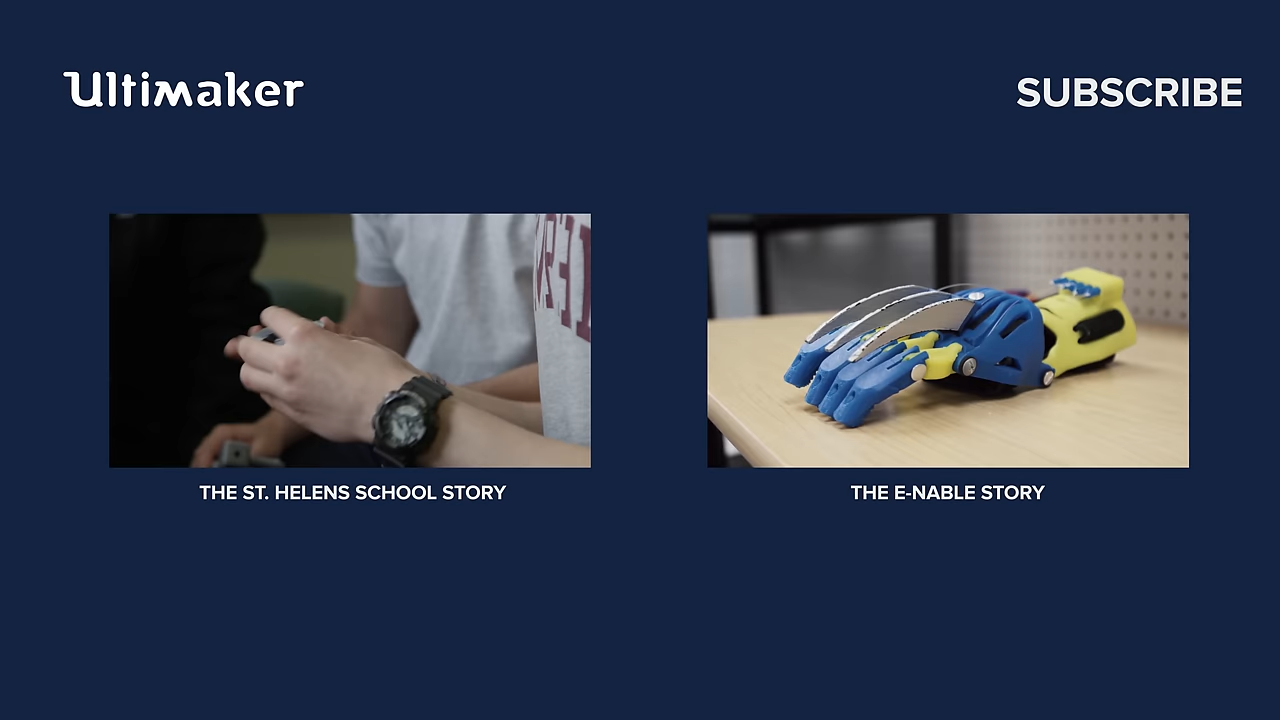 Ultimaker
SUBSCRIBE
THE ST. HELENS SCHOOL STORY
THE E-NABLE STORY